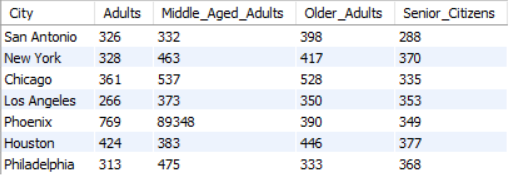 City Adults Middle_Aged_Adults Older_Adults Senior_Citizens
San Antonio 326 332 398 288
New York 328 463 417 370
Chicago 361 537 528 335
Los Angeles 266 373 350 353
Phoenix 769 89348 390 349
Houston 424 383 446 377
Philadelphia 313 475 333 368